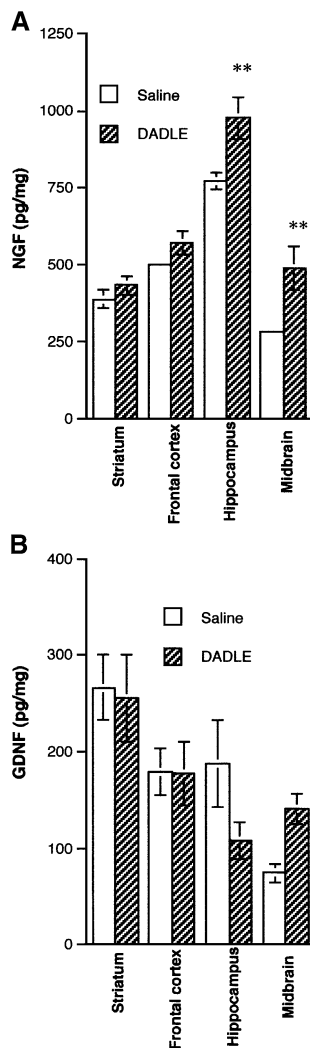 A
1250
1000
750
500
250
0
NGF (pg/mg)
Saline
DADLE
**
**
Striatum
Frontal cortex
Hippocampus
Midbrain
B
400
300
200
100
0
GDNF (pg/mg)
Saline
DADLE
Striatum
Frontal cortex
Hippocampus
Midbrain